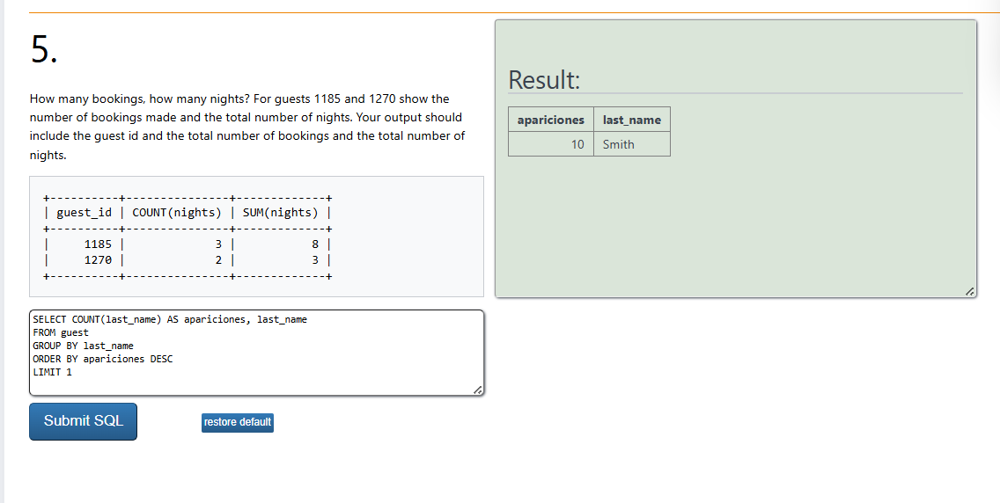 5.
How many bookings, how many nights? For guests 1185 and 1270 show the
number of bookings made and the total number of nights. Your output should
include the guest id and the total number of bookings and the total number of
nights.
+----------+---------------+-------------+
| guest_id | COUNT(nights) | SUM(nights) |
+----------+---------------+-------------+
|     1185 |             3 |           8 |
|     1270 |             2 |           3 |
+----------+---------------+-------------+
SELECT COUNT(last_name) AS apariciones, last_name
FROM guest
GROUP BY last_name
ORDER BY apariciones DESC
LIMIT 1
Submit SQL restore default
Result:
apariciones last_name
10 Smith